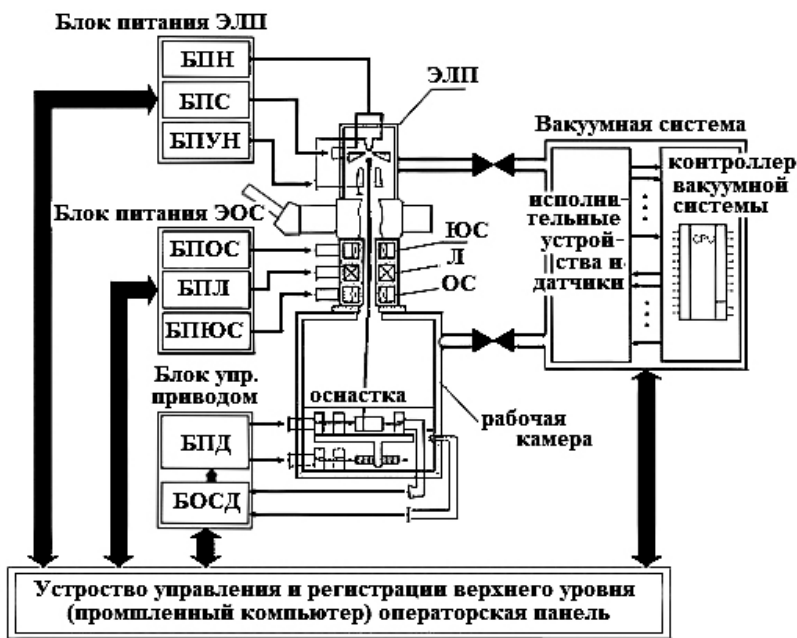 Блок питания ЭЛП
БПН
БПС
БПУН
ЭЛП
Вакуумная система
контроллер
вакуумной
системы
CPU
исполни-
тельные
устрой-
ства и
датчики
Блок питания ЭОС
БПОС
БПЛ
БПЮС
ЮС
Л
ОС
Блок упр.
приводом
БПД
БОСД
оснастка
рабочая
камера
Устроство управления и регистрации верхнего уровня
(промшленный компьютер) операторская панель